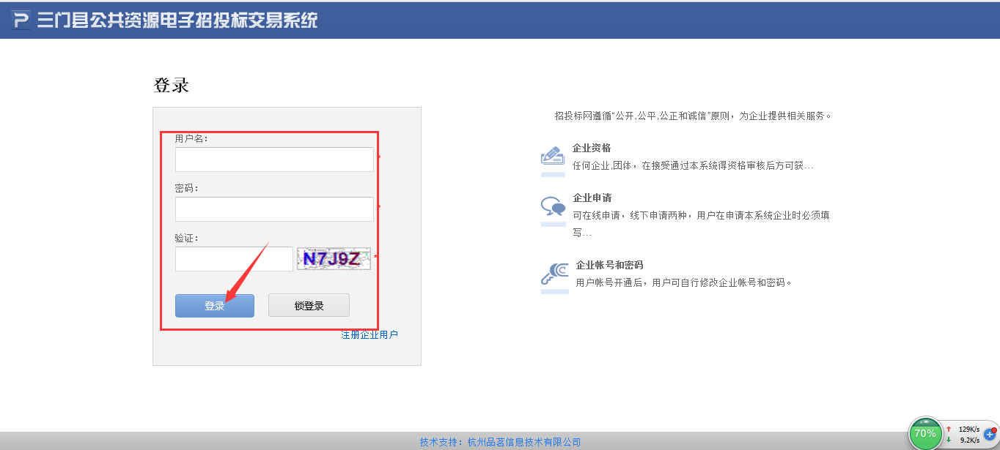 三门县公共资源电子招投标交易系统
登录
用户名：
*
密码：
*
验证：
N7J9Z *
登录 锁登录
注册企业用户
招投标网遵循“公开,公平,公正和诚信”原则，为企业提供相关服务。
企业资格
任何企业,团体，在接受通过本系统得资格审核后方可获...
企业申请
可在线申请，线下申请两种，用户在申请本系统企业时必须填
写...
企业帐号和密码
用户帐号开通后，用户可自行修改企业帐号和密码。
技术支持：杭州品茗信息技术有限公司
70%
↑ 129K/s
↓ 9.2K/s